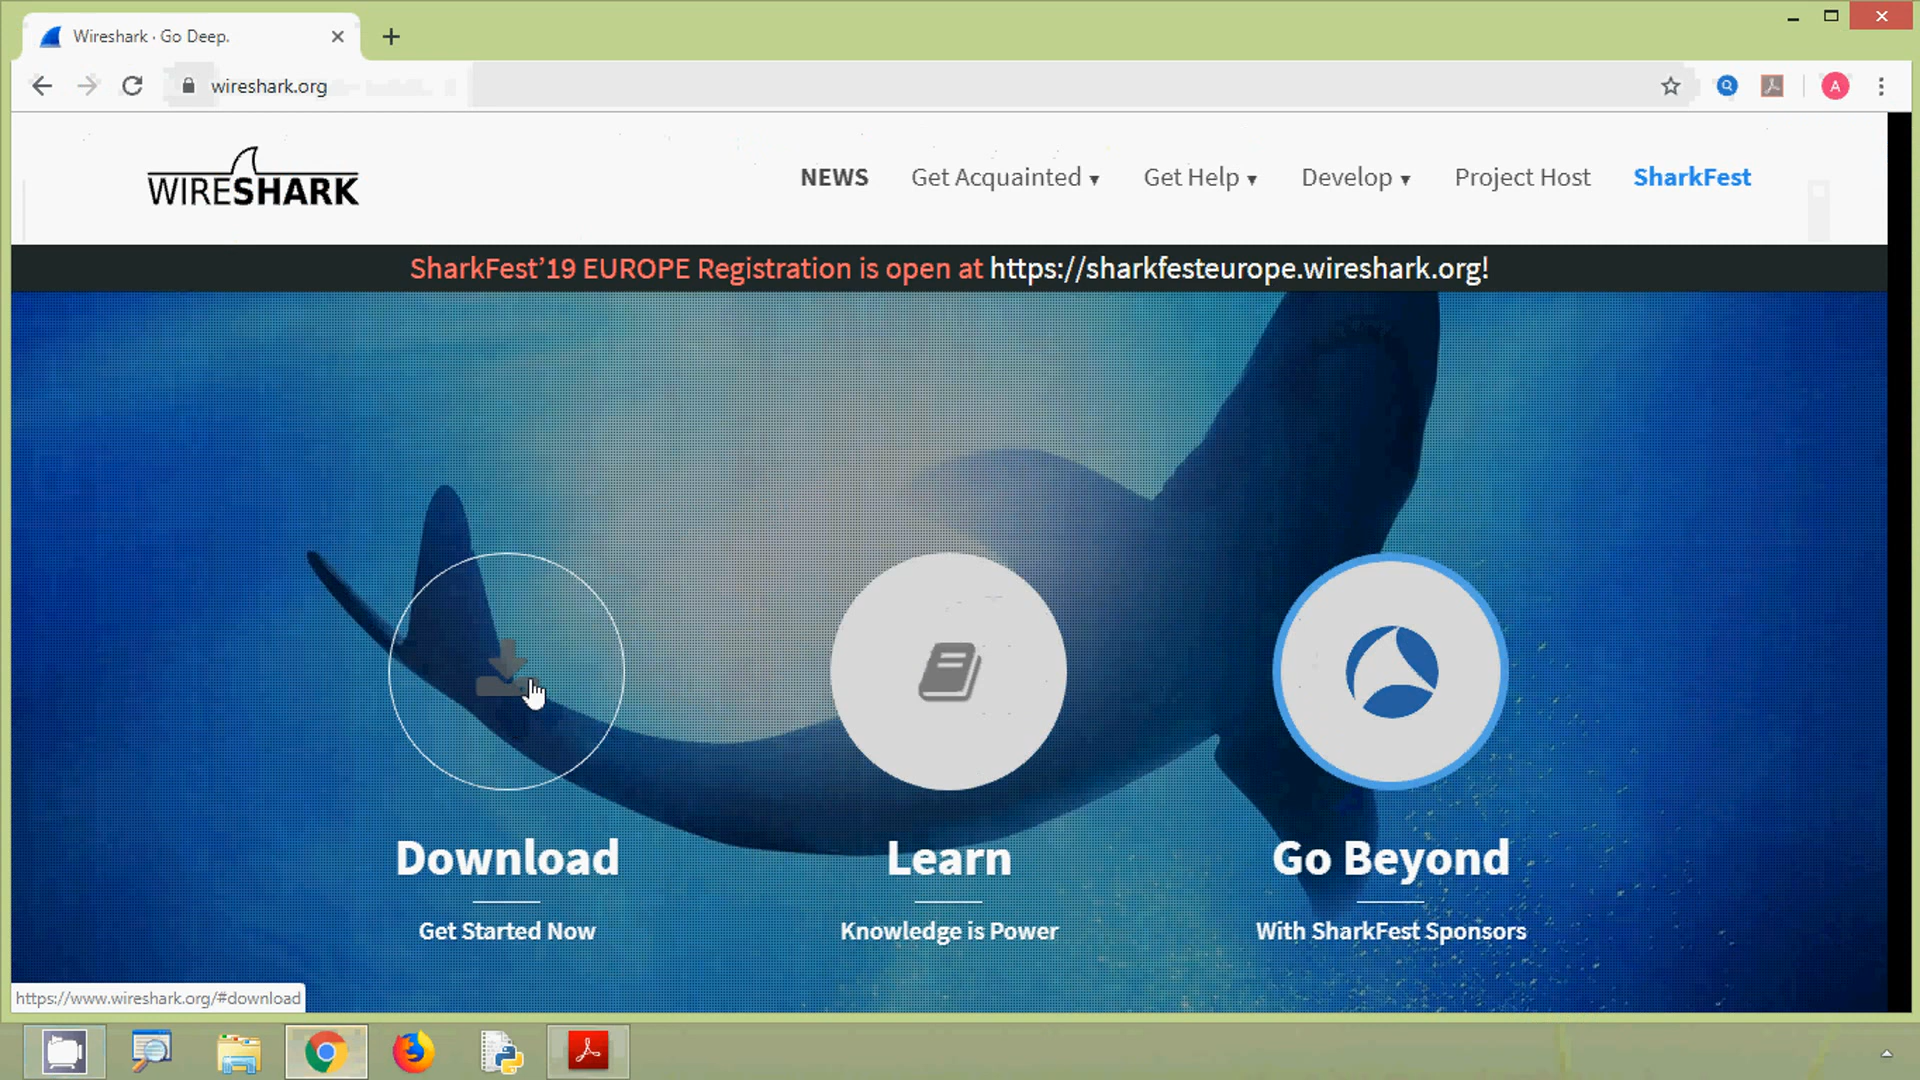 Wireshark · Go Deep.
wireshark.org
A
WIRESHARK
NEWS Get Acquainted ▾ Get Help ▾ Develop ▾ Project Host SharkFest
SharkFest’19 EUROPE Registration is open at https://sharkfesteurope.wireshark.org!
Download Learn Go Beyond
Get Started Now Knowledge is Power With SharkFest Sponsors
https://www.wireshark.org/#download